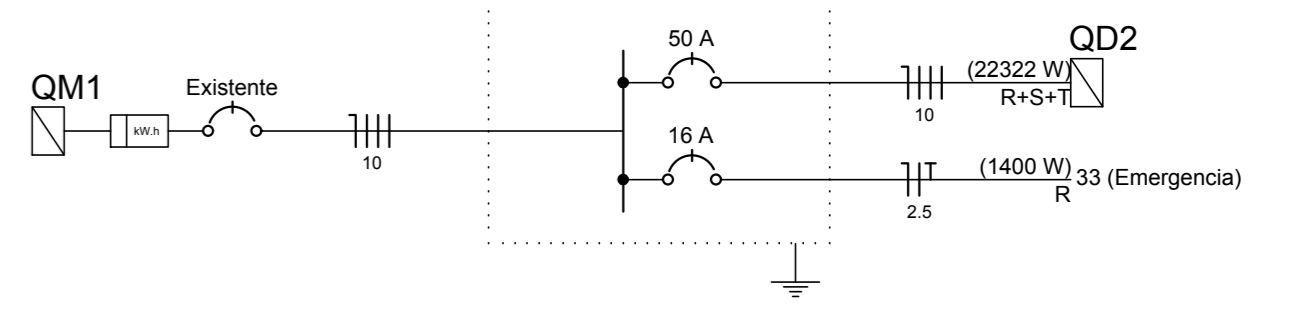 QM1
kW.h
Existente
10
50 A
10
(22322 W)
R+S+T
QD2
16 A
2.5
(1400 W)
R
33 (Emergencia)